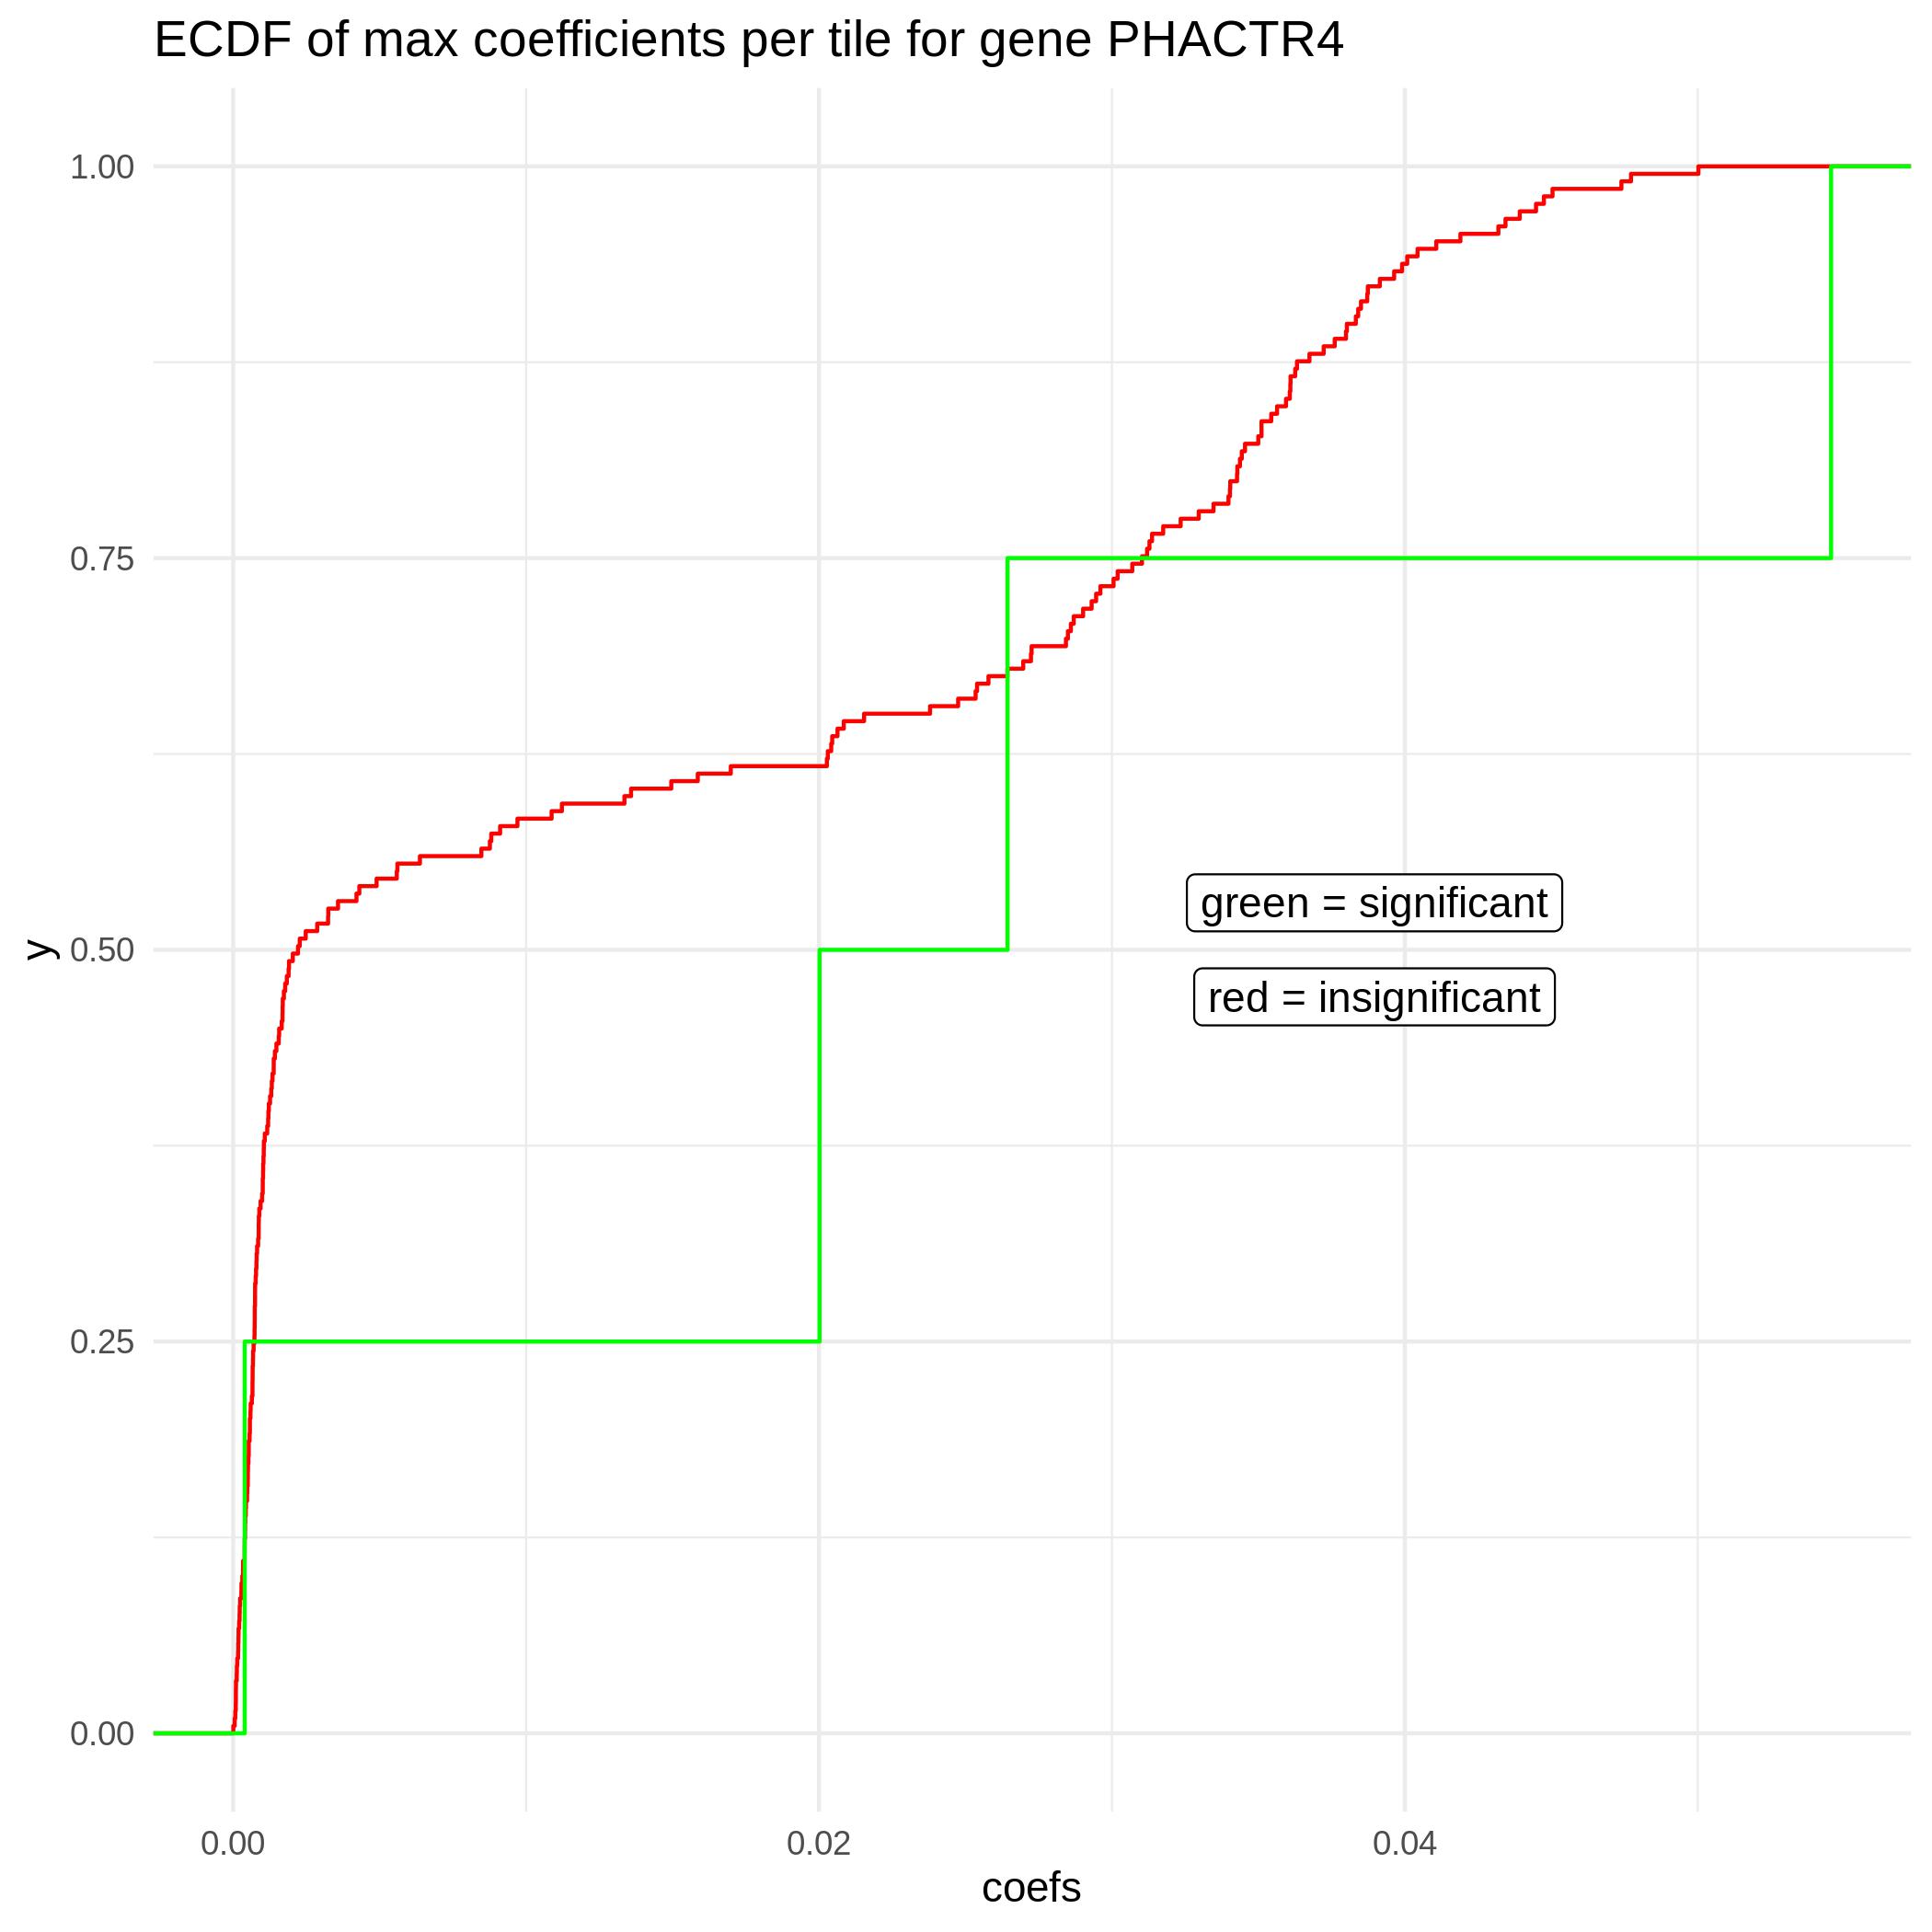 ECDF of max coefficients per tile for gene PHACTR4
1.00
0.75
0.50
0.25
0.00
y
green = significant
red = insignificant
0.00 0.02 0.04
coefs